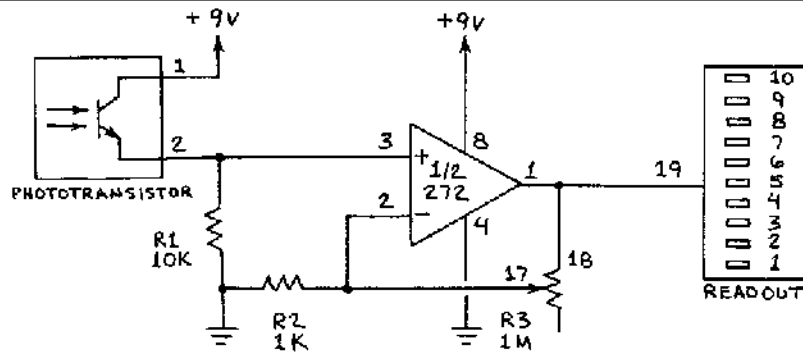 + 9V
+9V
1
2
PHOTOTRANSISTOR
R1
10K
R2
1K
3
+
1/2
272
2
-
8
4
1
17
18
R3
1M
19
10
9
8
7
6
5
4
3
2
1
READOUT